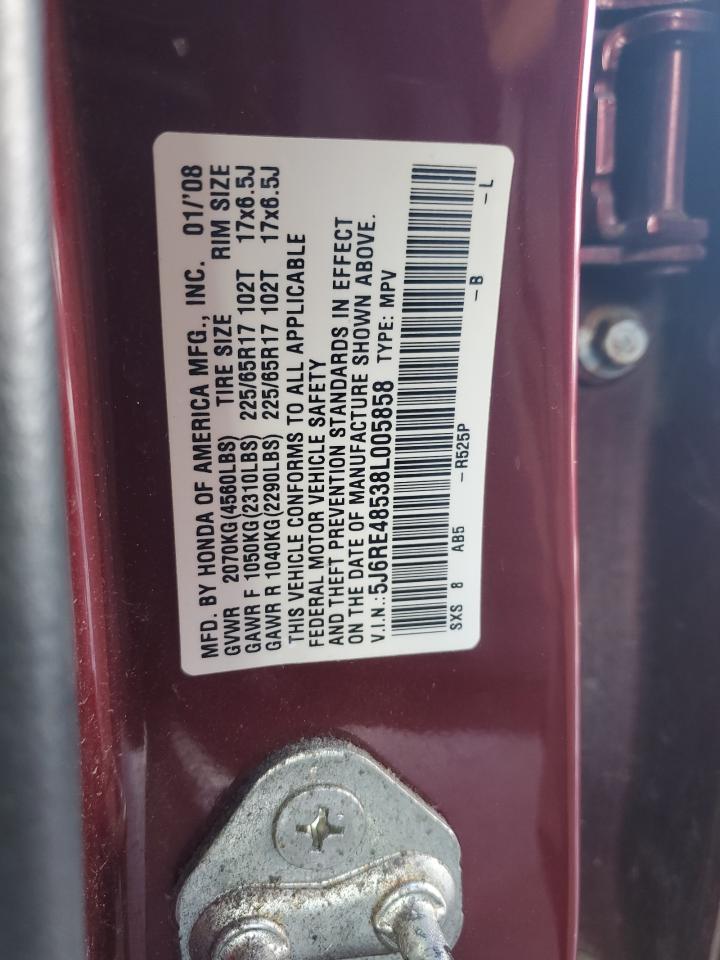 MFD. BY HONDA OF AMERICA MFG., INC. 01/'08
GVWR 2070KG(4560LBS) TIRE SIZE RIM SIZE
GAWR F 1050KG(2310LBS) 225/65R17 102T 17x6.5J
GAWR R 1040KG(2290LBS) 225/65R17 102T 17x6.5J
THIS VEHICLE CONFORMS TO ALL APPLICABLE
FEDERAL MOTOR VEHICLE SAFETY
AND THEFT PREVENTION STANDARDS IN EFFECT
ON THE DATE OF MANUFACTURE SHOWN ABOVE.
V.I.N.:5J6RE48538L005858 TYPE: MPV
SXS 8 AB5 -R525P -B -L